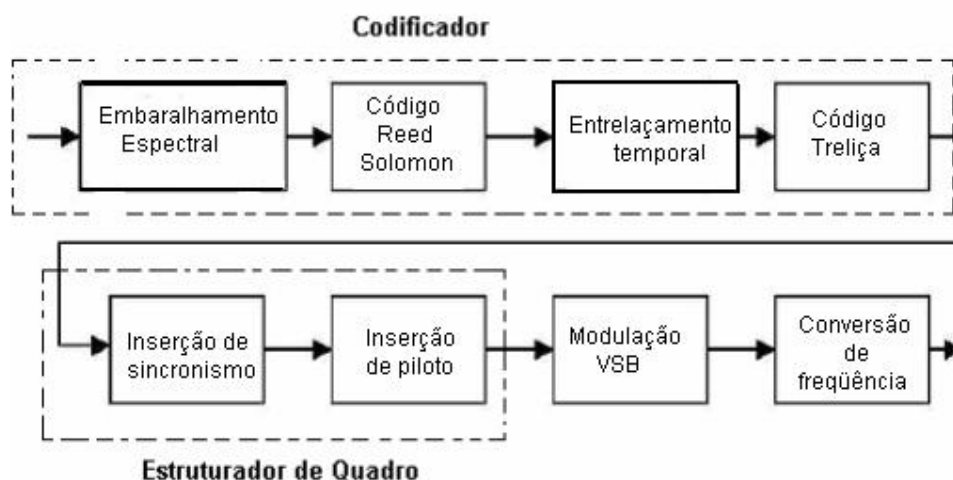 Codificador
Embaralhamento
Espectral
Código
Reed
Solomon
Entrelaçamento
temporal
Código
Treliça
Inserção de
sincronismo
Inserção
de piloto
Modulação
VSB
Conversão
de
freqüência
Estruturador de Quadro